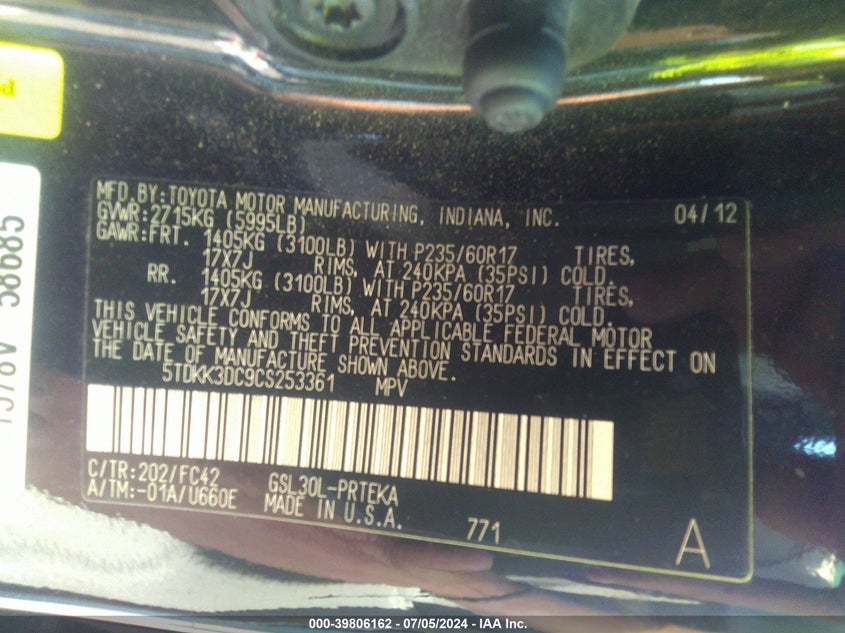 MFD.BY:TOYOTA MOTOR MANUFACTURING, INDIANA, INC. 04/12
GVWR:2715KG (5995LB)
GAWR:FRT. 1405KG (3100LB) WITH P235/60R17 TIRES,
17X7J RIMS, AT 240KPA (35PSI) COLD.
RR. 1405KG (3100LB) WITH P235/60R17 TIRES,
17X7J RIMS, AT 240KPA (35PSI) COLD.
THIS VEHICLE CONFORMS TO ALL APPLICABLE FEDERAL MOTOR
VEHICLE SAFETY AND THEFT PREVENTION STANDARDS IN EFFECT ON
THE DATE OF MANUFACTURE SHOWN ABOVE.
5TDKK3DC9CS253361 MPV
C/TR:202/FC42 GSL30L-PRTEKA
A/TM:-01A/U660E MADE IN U.S.A. 771 A
000-39806162 - 07/05/2024 - IAA Inc.